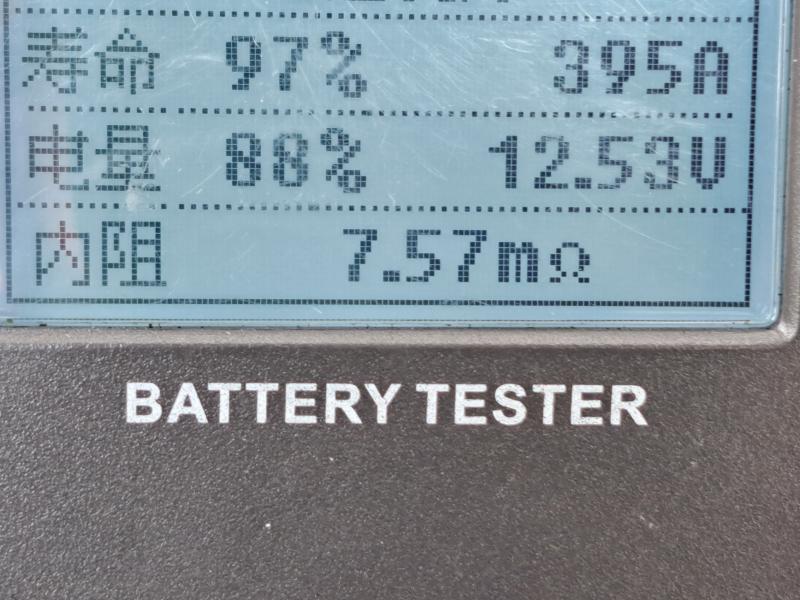 寿命 97% 395A
电量 88% 12.53V
内阻 7.57mΩ
BATTERY TESTER